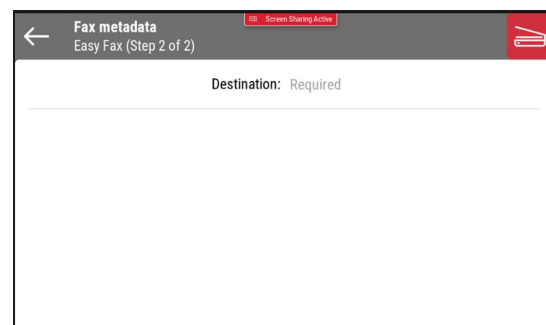 Fax metadata
Screen Sharing Active
Easy Fax (Step 2 of 2)
Destination: Required